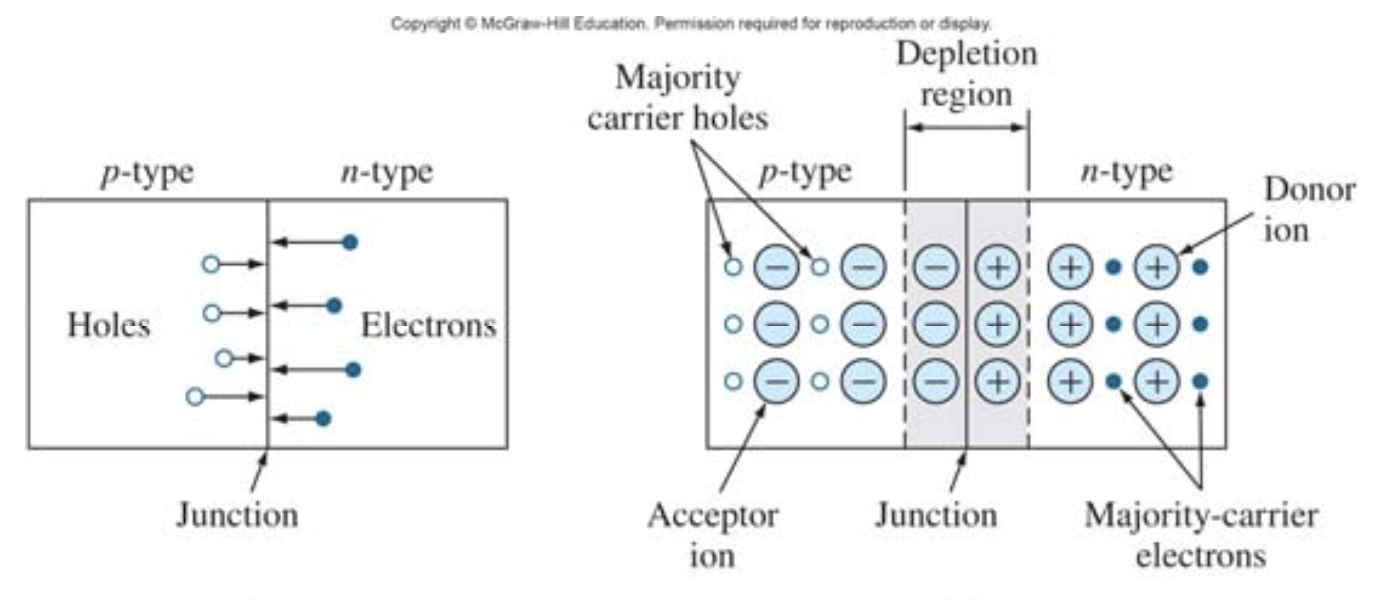 Copyright © McGraw-Hill Education. Permission required for reproduction or display.
p-type
n-type
Holes
Electrons
Junction
Majority
carrier holes
Depletion
region
p-type
n-type
Donor
ion
− − − + + +
− − − + + +
− − − + + +
Acceptor
ion
Junction
Majority-carrier
electrons